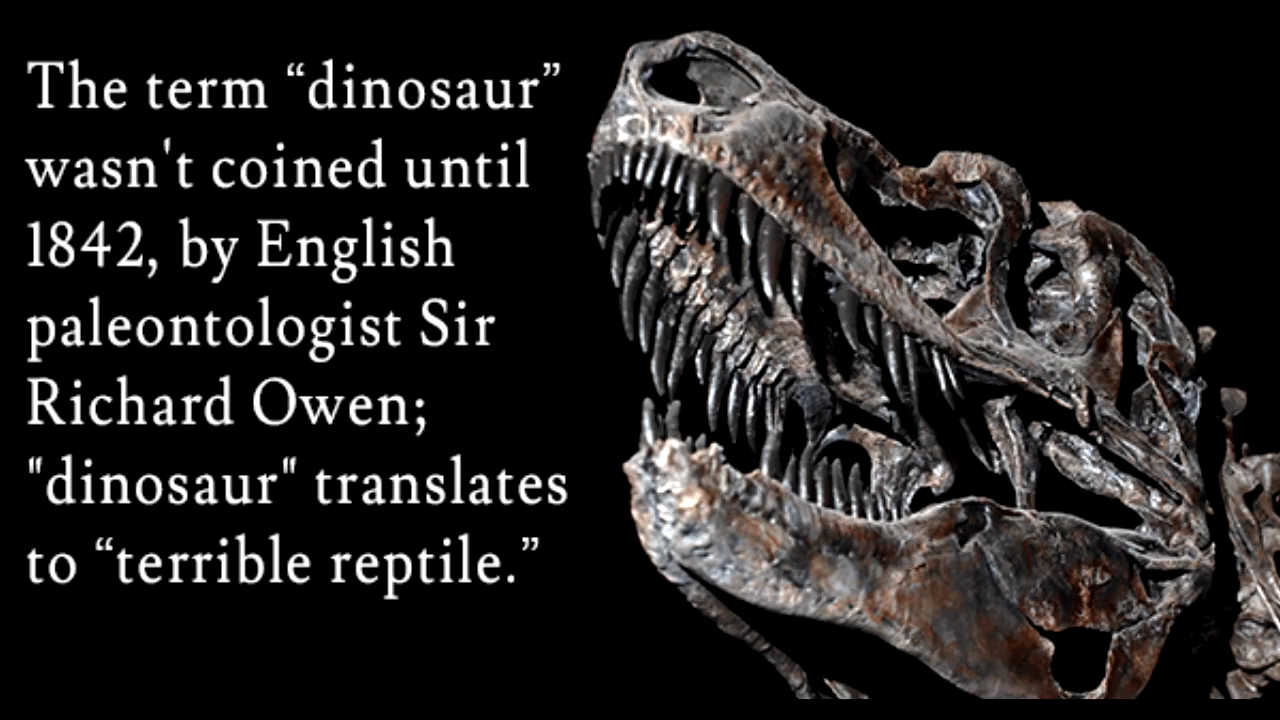 The term “dinosaur”
wasn't coined until
1842, by English
paleontologist Sir
Richard Owen;
"dinosaur" translates
to “terrible reptile.”